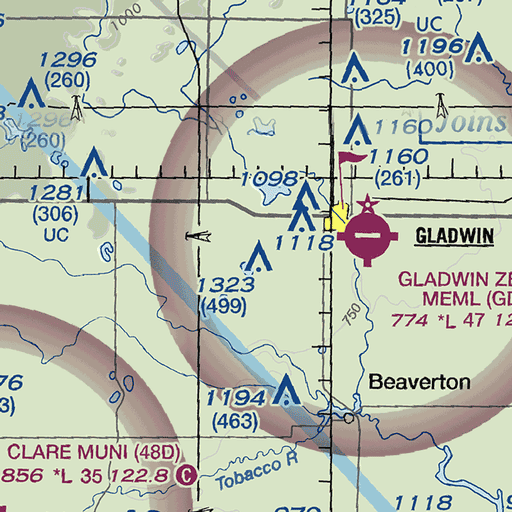 1000
(325)
UC
1296
(260)
1196
(400)
1296
(260)
1160
Joins
1160
(261)
1098
1281
(306)
UC
1118
GLADWIN
1323
(499)
GLADWIN ZE
MEML (GD
774 *L 47 12
750
Beaverton
1194
(463)
CLARE MUNI (48D)
856 *L 35 122.8 C
Tobacco R
1118